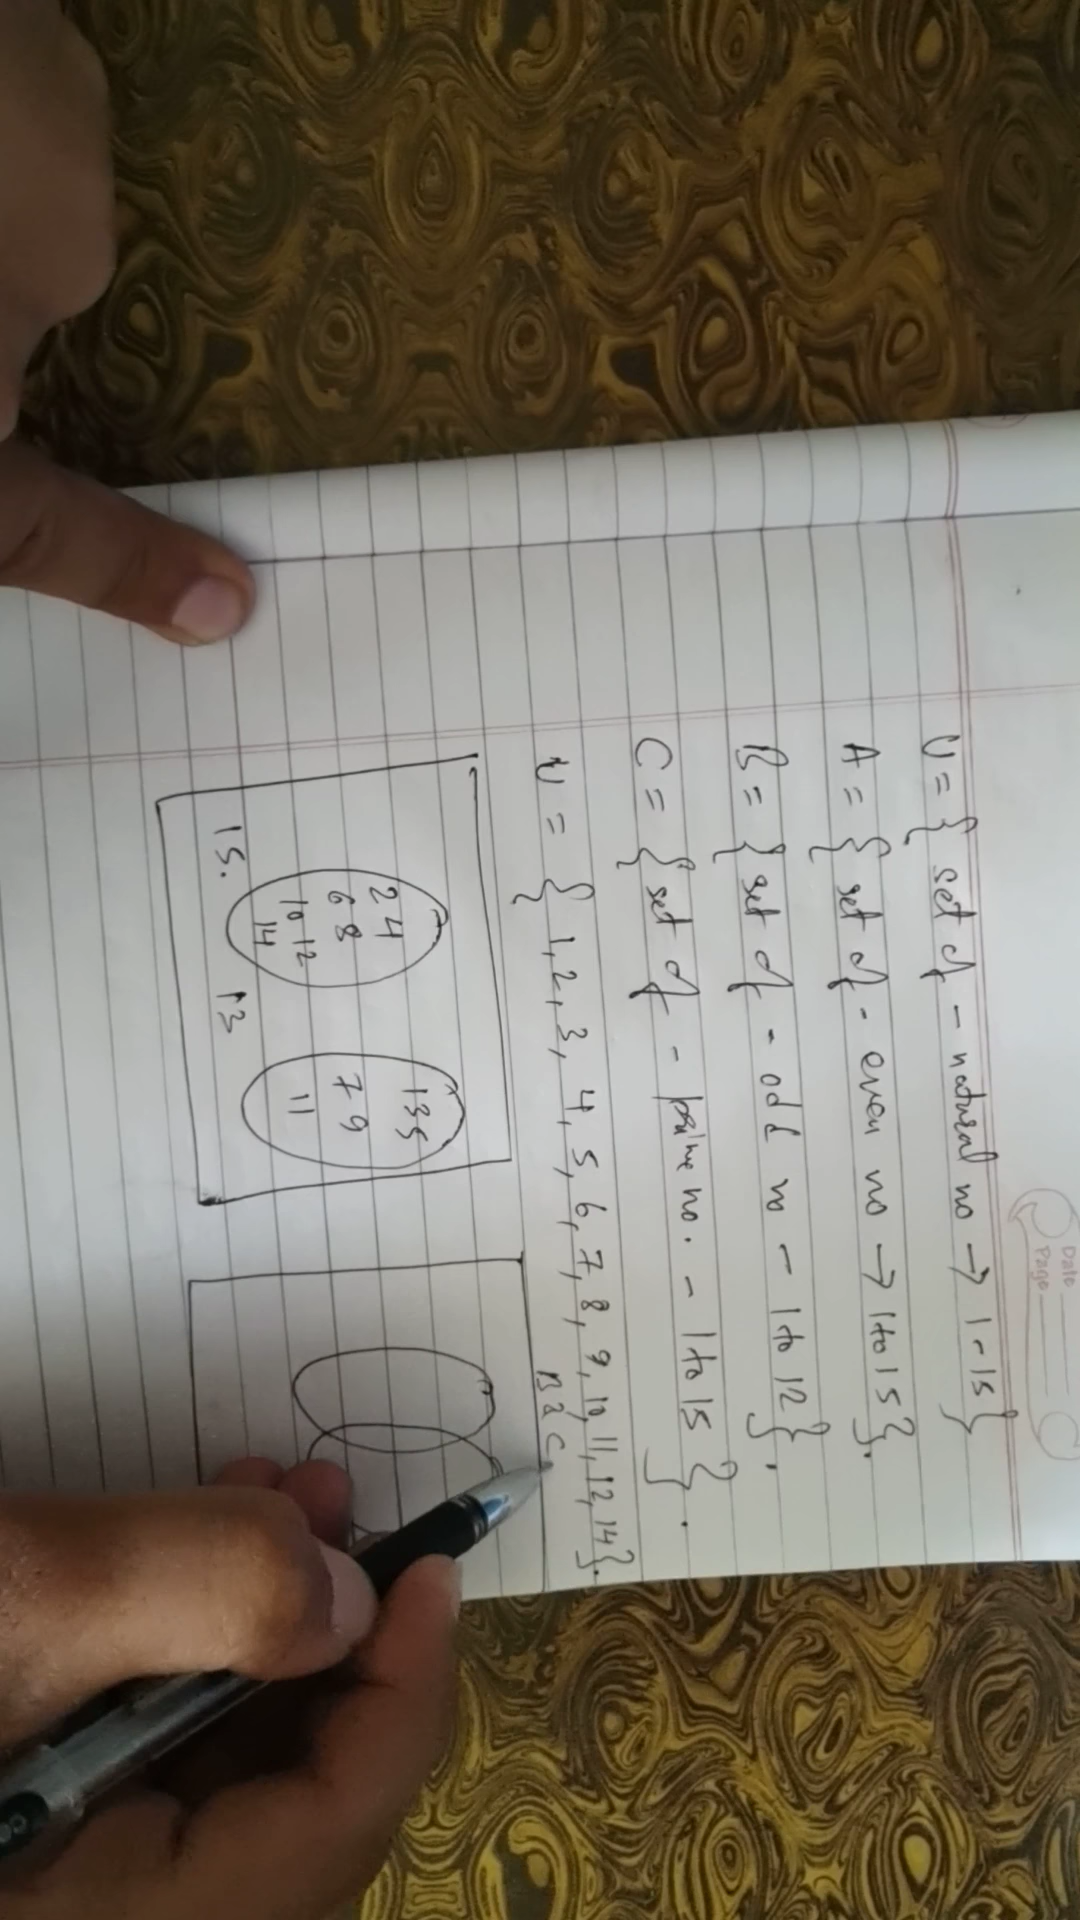 Date
Page
U = { set of - natural no → 1-15}
A = { set of - even no → 1 to 15}.
B = { set of - odd no - 1 to 12}.
C = { set of - prime no. - 1 to 15 }.
U = { 1, 2, 3, 4, 5, 6, 7, 8, 9, 10, 11, 12, 14}.
B & C
2 4
6 8
10 12
14
15.
13
1 3 5
7 9
11